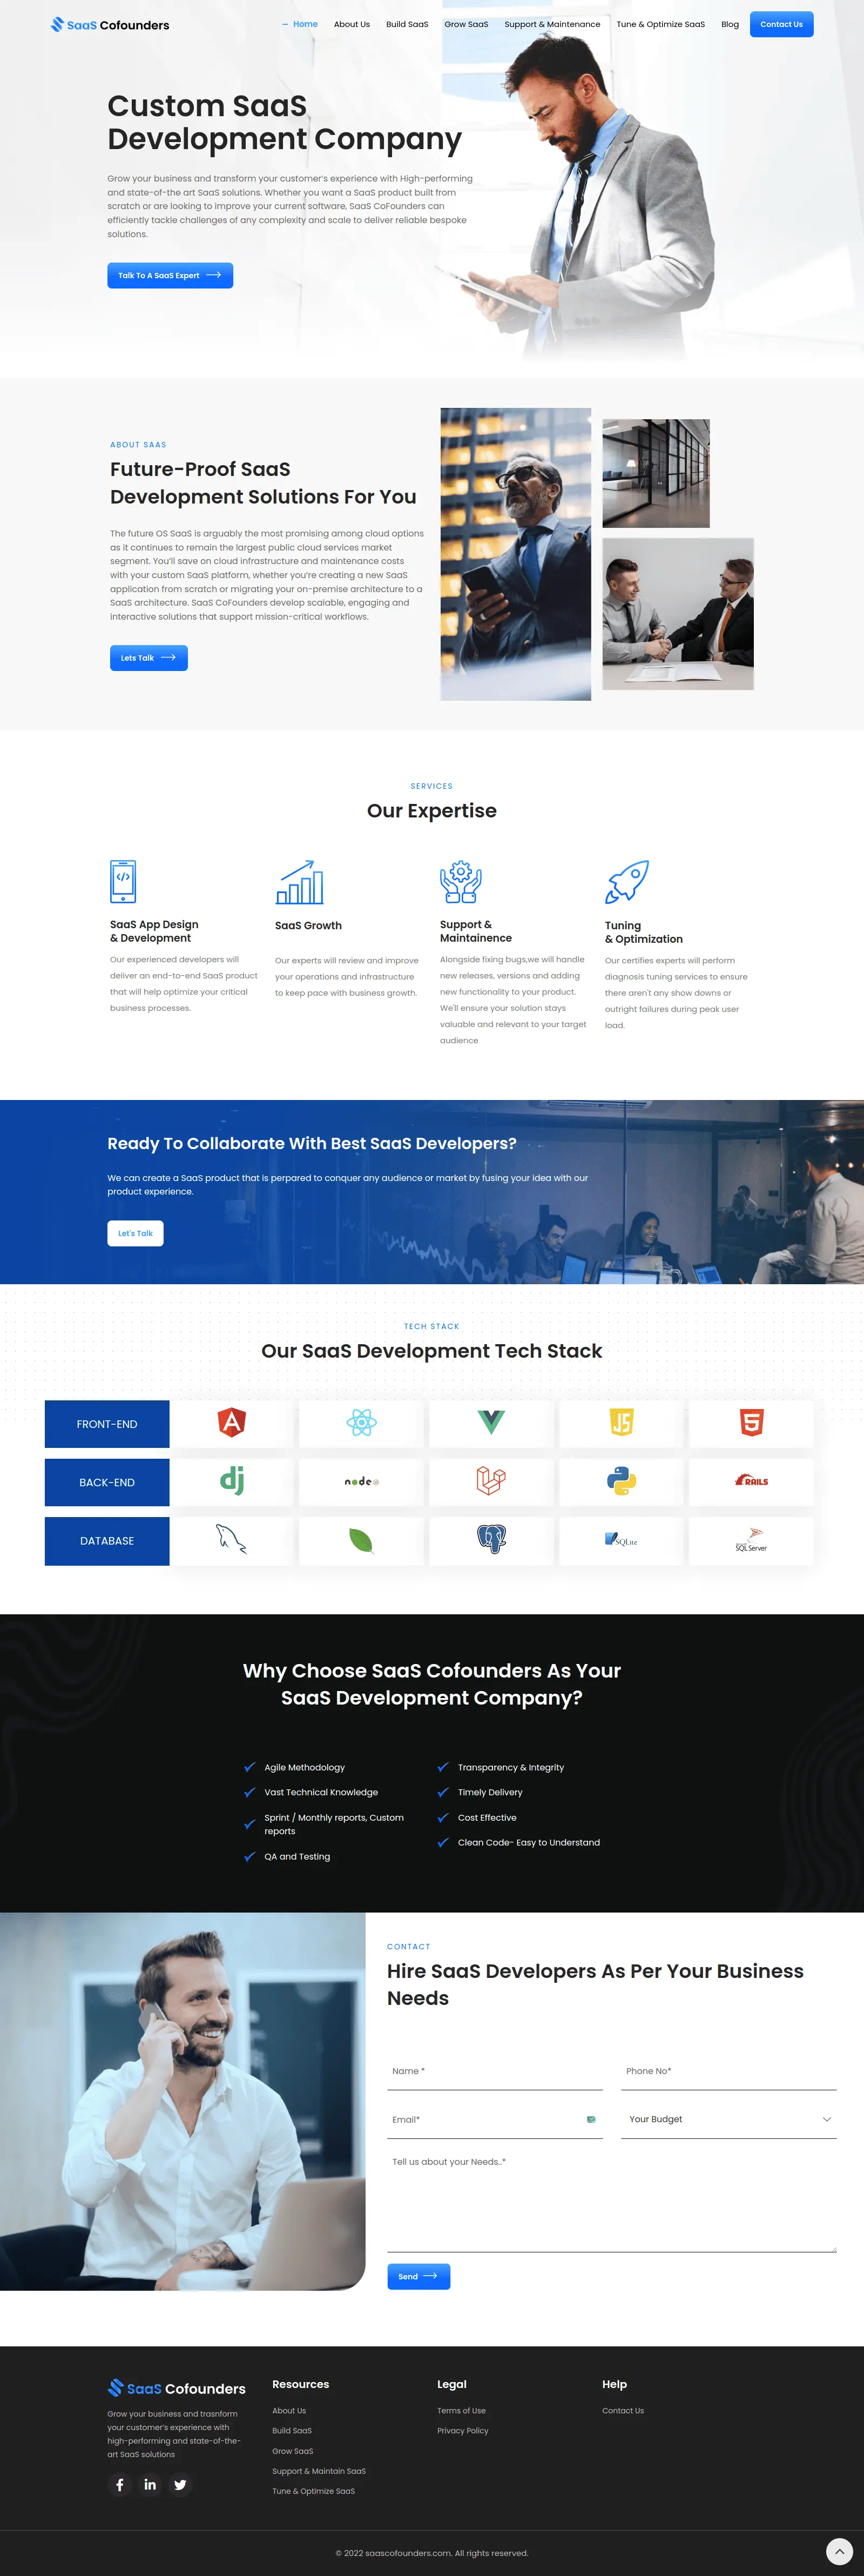 SaaS Cofounders
Home
About Us
Build SaaS
Grow SaaS
Support & Maintenance
Tune & Optimize SaaS
Blog
Contact Us
Custom SaaS
Development Company
Grow your business and transform your customer's experience with High-performing
and state-of-the art SaaS solutions. Whether you want a SaaS product built from
scratch or are looking to improve your current software, SaaS CoFounders can
efficiently tackle challenges of any complexity and scale to deliver reliable bespoke
solutions.
Talk To A SaaS Expert
ABOUT SAAS
Future-Proof SaaS
Development Solutions For You
The future OS SaaS is arguably the most promising among cloud options
as it continues to remain the largest public cloud services market
segment. You'll save on cloud infrastructure and maintenance costs
with your custom SaaS platform, whether you're creating a new SaaS
application from scratch or migrating your on-premise architecture to a
SaaS architecture. SaaS CoFounders develop scalable, engaging and
interactive solutions that support mission-critical workflows.
Lets Talk
SERVICES
Our Expertise
SaaS App Design
& Development
Our experienced developers will
deliver an end-to-end SaaS product
that will help optimize your critical
business processes.
SaaS Growth
Our experts will review and improve
your operations and infrastructure
to keep pace with business growth.
Support &
Maintainence
Alongside fixing bugs,we will handle
new releases, versions and adding
new functionality to your product.
We'll ensure your solution stays
valuable and relevant to your target
audience
Tuning
& Optimization
Our certifies experts will perform
diagnosis tuning services to ensure
there aren't any show downs or
outright failures during peak user
load.
Ready To Collaborate With Best SaaS Developers?
We can create a SaaS product that is perpared to conquer any audience or market by fusing your idea with our
product experience.
Let's Talk
TECH STACK
Our SaaS Development Tech Stack
FRONT-END
A
JS
5
BACK-END
dj
node
RAILS
DATABASE
SQLite
SQL Server
Why Choose SaaS Cofounders As Your
SaaS Development Company?
Agile Methodology
Vast Technical Knowledge
Sprint / Monthly reports, Custom
reports
QA and Testing
Transparency & Integrity
Timely Delivery
Cost Effective
Clean Code- Easy to Understand
CONTACT
Hire SaaS Developers As Per Your Business
Needs
Name *
Phone No*
Email*
Your Budget
Tell us about your Needs..*
Send
SaaS Cofounders
Grow your business and trasnform
your customer's experience with
high-performing and state-of-the-
art SaaS solutions
Resources
About Us
Build SaaS
Grow SaaS
Support & Maintain SaaS
Tune & Optimize SaaS
Legal
Terms of Use
Privacy Policy
Help
Contact Us
© 2022 saascofounders.com. All rights reserved.